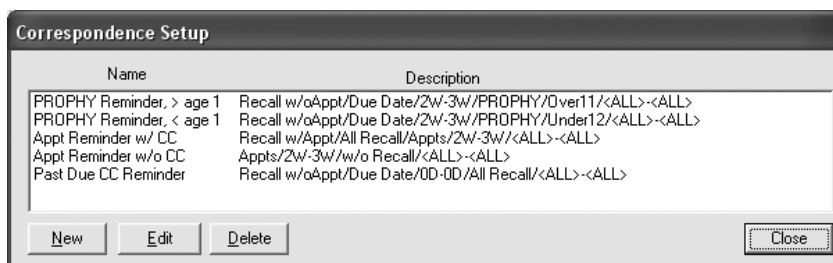 Correspondence Setup
Name Description
PROPHY Reminder, > age 1 Recall w/oAppt/Due Date/2W-3W/PROPHY/Over11/<ALL>-<ALL>
PROPHY Reminder, < age 1 Recall w/oAppt/Due Date/2W-3W/PROPHY/Under12/<ALL>-<ALL>
Appt Reminder w/ CC Recall w/Appt/All Recall/Appts/2W-3W/<ALL>-<ALL>
Appt Reminder w/o CC Appts/2W-3W/w/o Recall/<ALL>-<ALL>
Past Due CC Reminder Recall w/oAppt/Due Date/0D-0D/All Recall/<ALL>-<ALL>
New Edit Delete Close